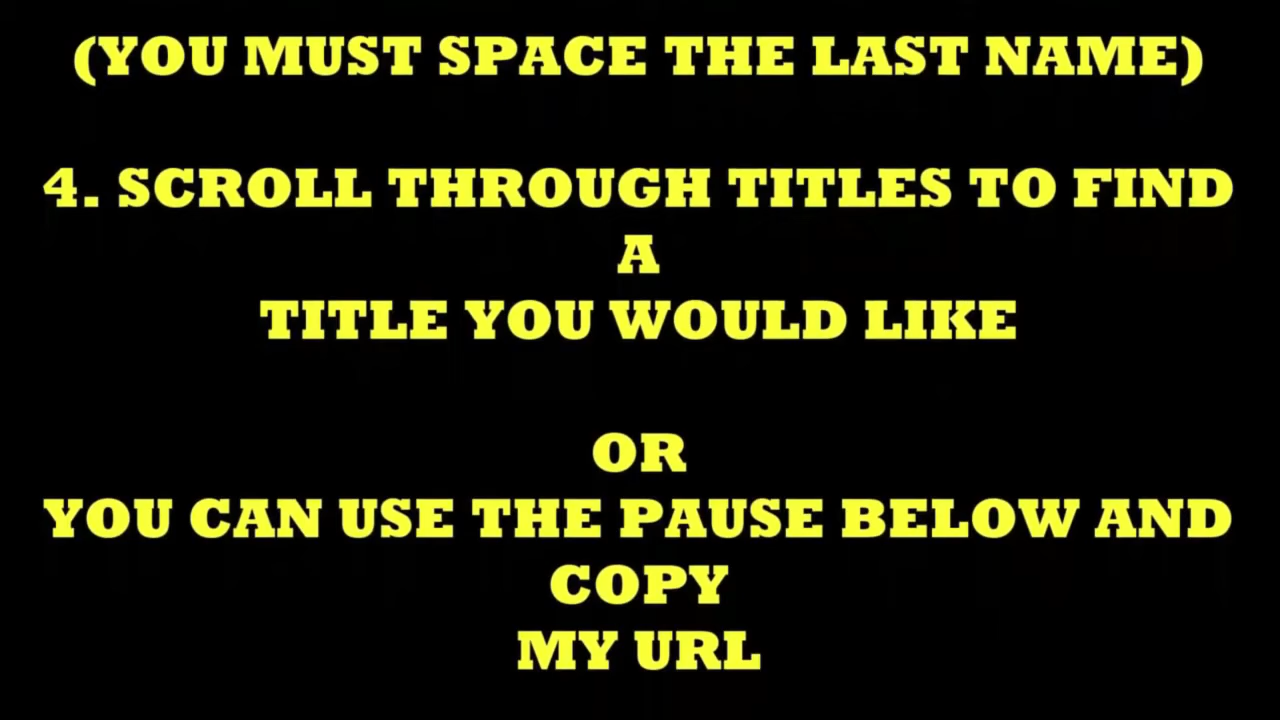 (YOU MUST SPACE THE LAST NAME)
4. SCROLL THROUGH TITLES TO FIND
A
TITLE YOU WOULD LIKE
OR
YOU CAN USE THE PAUSE BELOW AND
COPY
MY URL